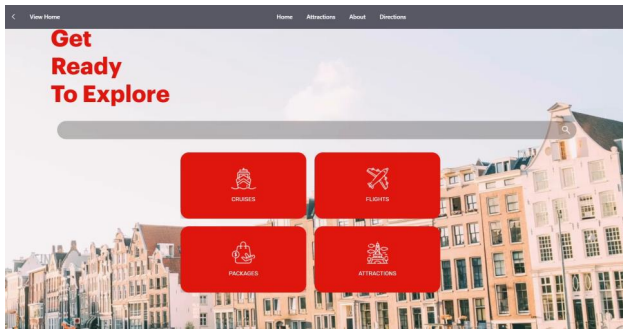 View Home
Home Attractions About Directions
Get
Ready
To Explore
CRUISES
FLIGHTS
PACKAGES
ATTRACTIONS